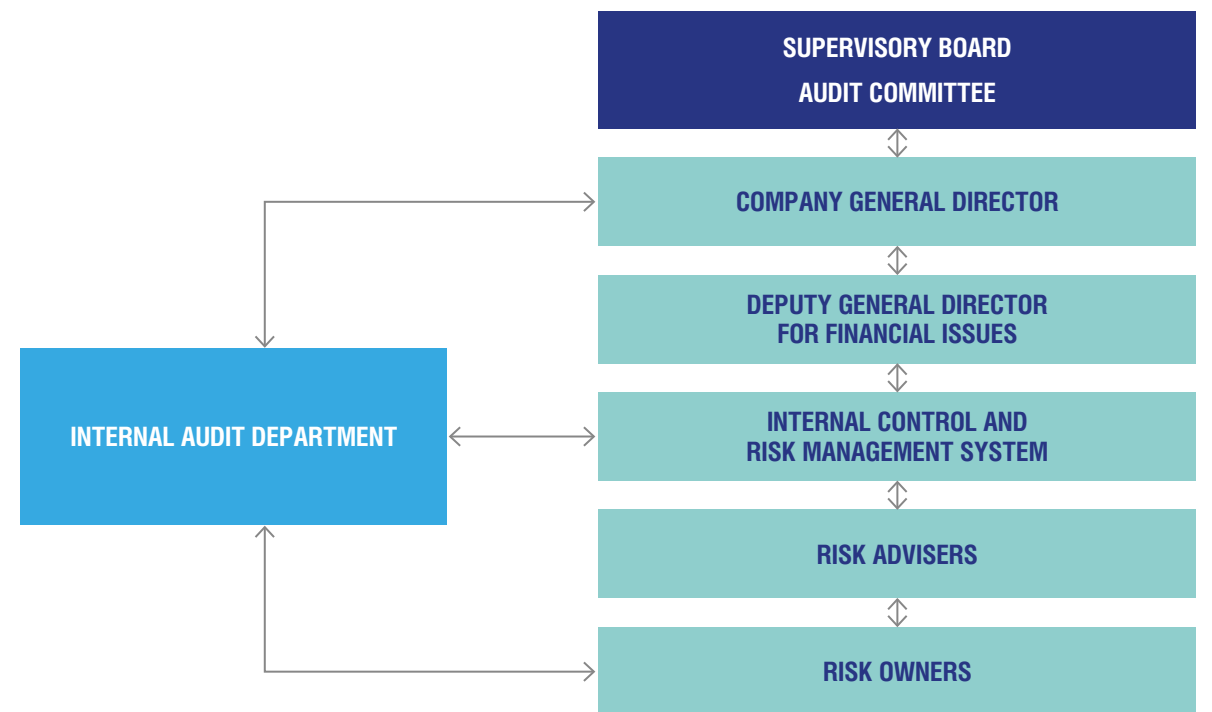 SUPERVISORY BOARD
AUDIT COMMITTEE
COMPANY GENERAL DIRECTOR
DEPUTY GENERAL DIRECTOR
FOR FINANCIAL ISSUES
INTERNAL AUDIT DEPARTMENT
INTERNAL CONTROL AND
RISK MANAGEMENT SYSTEM
RISK ADVISERS
RISK OWNERS